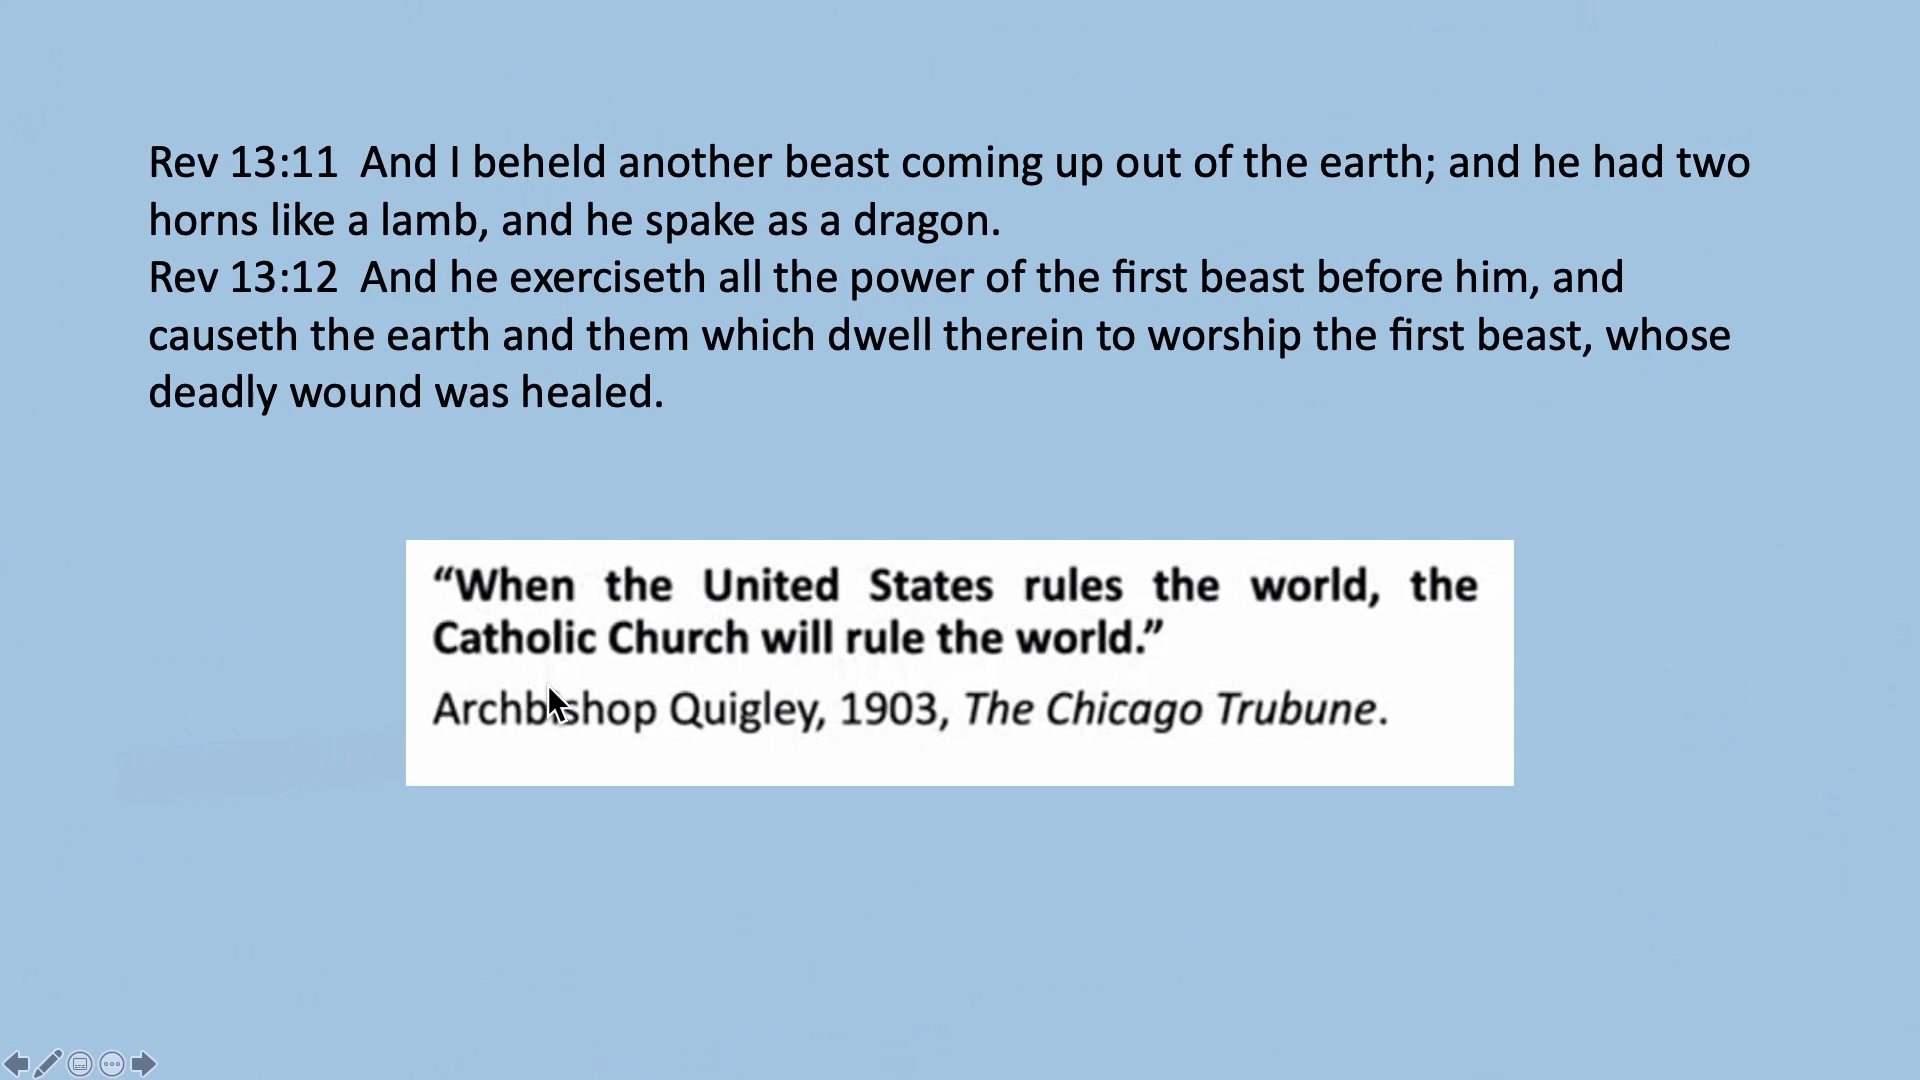 Rev 13:11  And I beheld another beast coming up out of the earth; and he had two
horns like a lamb, and he spake as a dragon.
Rev 13:12  And he exerciseth all the power of the first beast before him, and
causeth the earth and them which dwell therein to worship the first beast, whose
deadly wound was healed.
“When the United States rules the world, the
Catholic Church will rule the world.”
Archbishop Quigley, 1903, The Chicago Trubune.